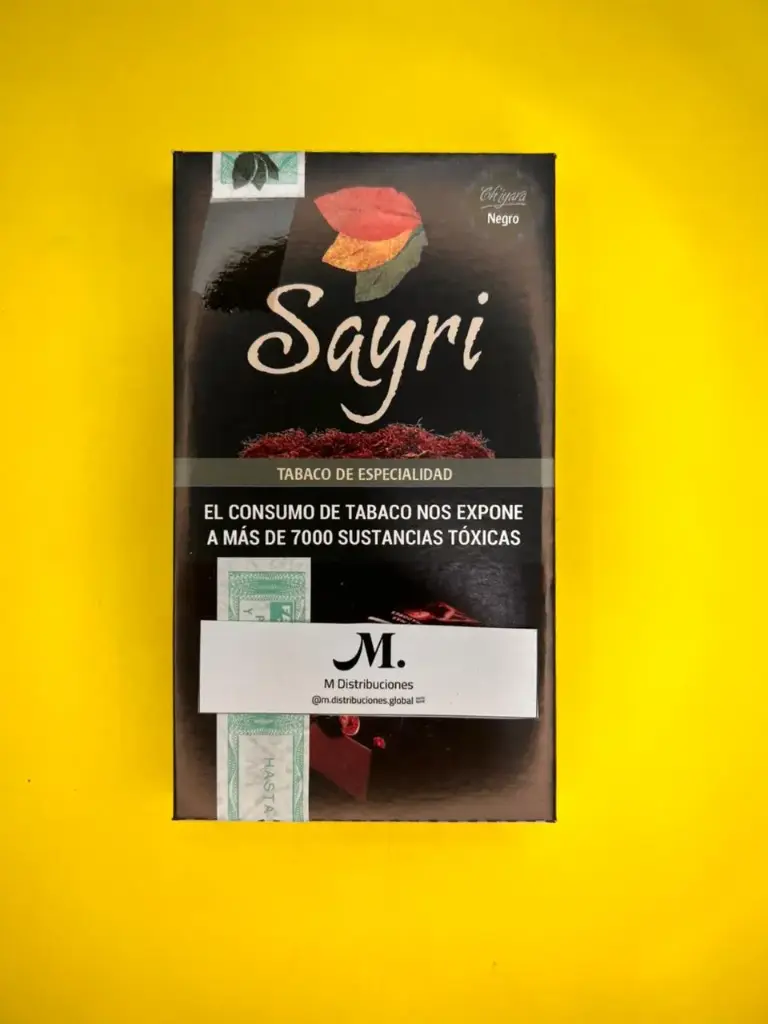 Ch'iyara
Negro
Sayri
TABACO DE ESPECIALIDAD
EL CONSUMO DE TABACO NOS EXPONE
A MÁS DE 7000 SUSTANCIAS TÓXICAS
M.
M Distribuciones
@m.distribuciones.global
HASTA